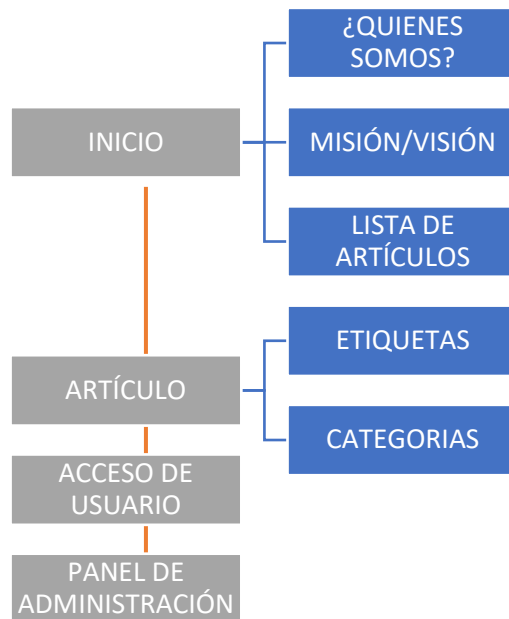 ¿QUIENES
SOMOS?
INICIO
MISIÓN/VISIÓN
LISTA DE
ARTÍCULOS
ETIQUETAS
ARTÍCULO
CATEGORIAS
ACCESO DE
USUARIO
PANEL DE
ADMINISTRACIÓN